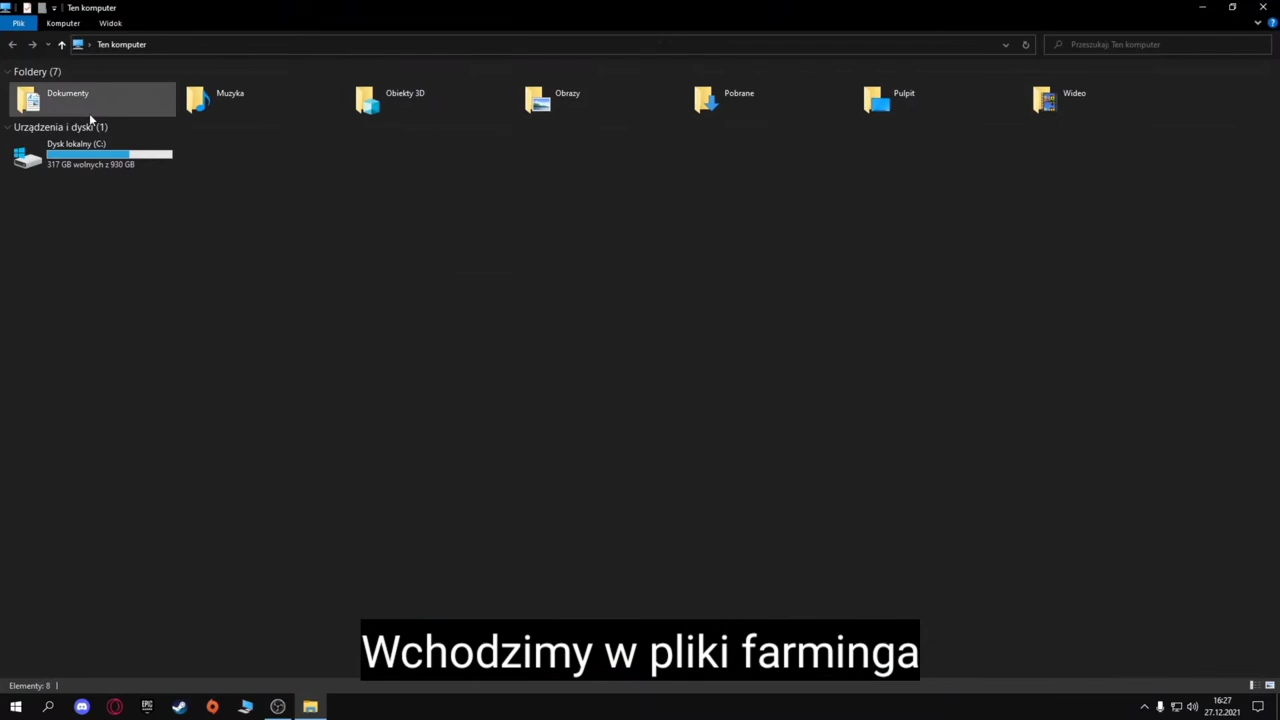 Ten komputer
Plik
Komputer
Widok
Ten komputer
Przeszukaj: Ten komputer
Foldery (7)
Dokumenty
Muzyka
Obiekty 3D
Obrazy
Pobrane
Pulpit
Wideo
Urządzenia i dyski (1)
Dysk lokalny (C:)
317 GB wolnych z 930 GB
Wchodzimy w pliki farminga
Elementy: 8
EPIC
16:27
27.12.2021